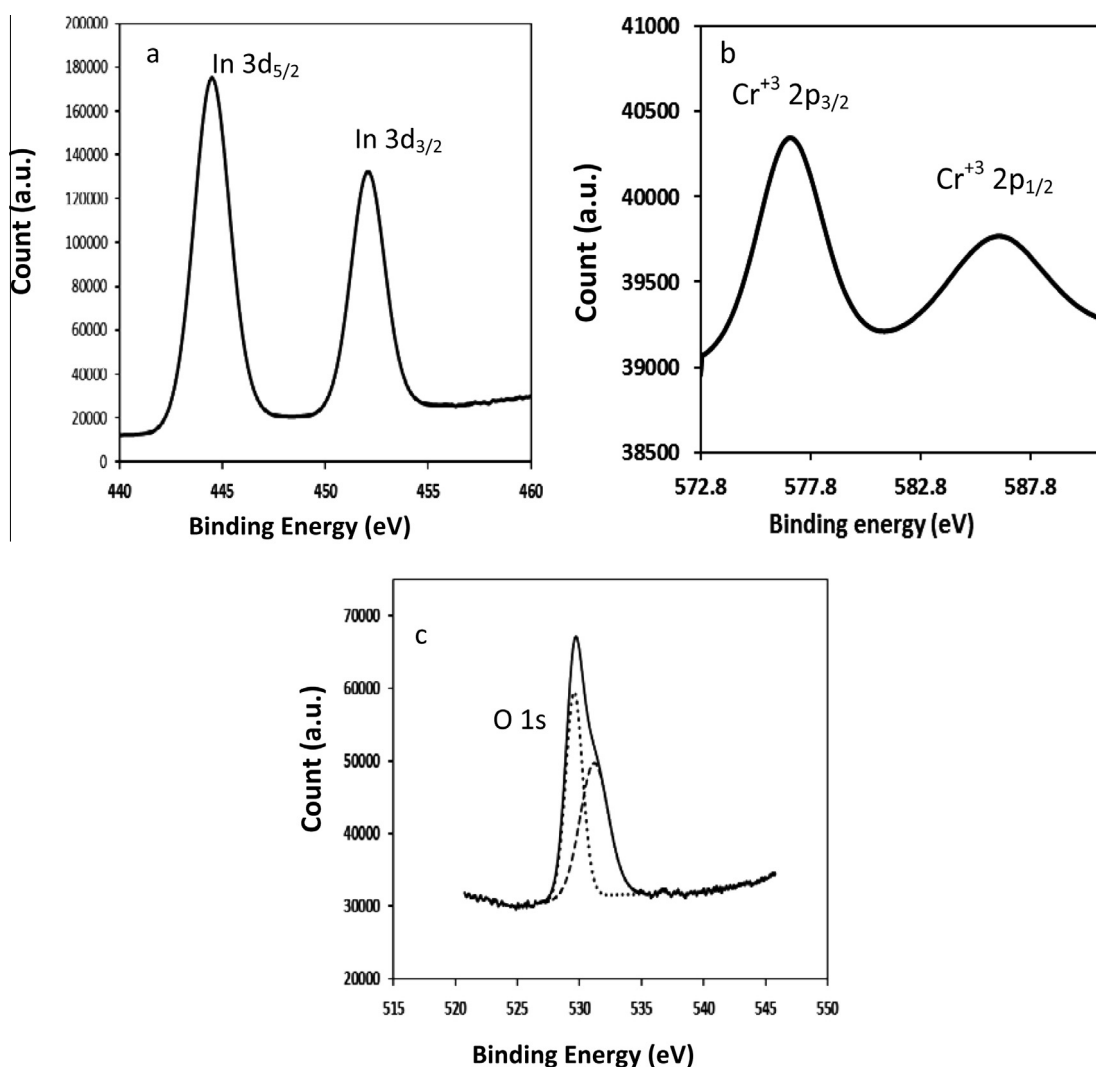 a
In 3d5/2
In 3d3/2
Count (a.u.)
200000
180000
160000
140000
120000
100000
80000
60000
40000
20000
0
440 445 450 455 460
Binding Energy (eV)
b
Cr+3 2p3/2
Cr+3 2p1/2
Count (a.u.)
41000
40500
40000
39500
39000
38500
572.8 577.8 582.8 587.8
Binding energy (eV)
c
O 1s
Count (a.u.)
70000
60000
50000
40000
30000
20000
515 520 525 530 535 540 545 550
Binding Energy (eV)